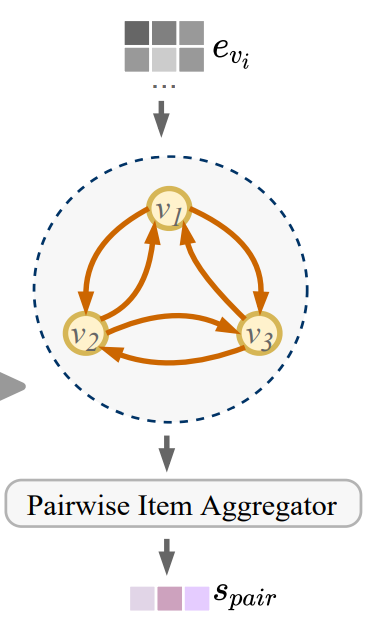 e_{v_i}
...
v_1
v_2 v_3
Pairwise Item Aggregator
s_{pair}